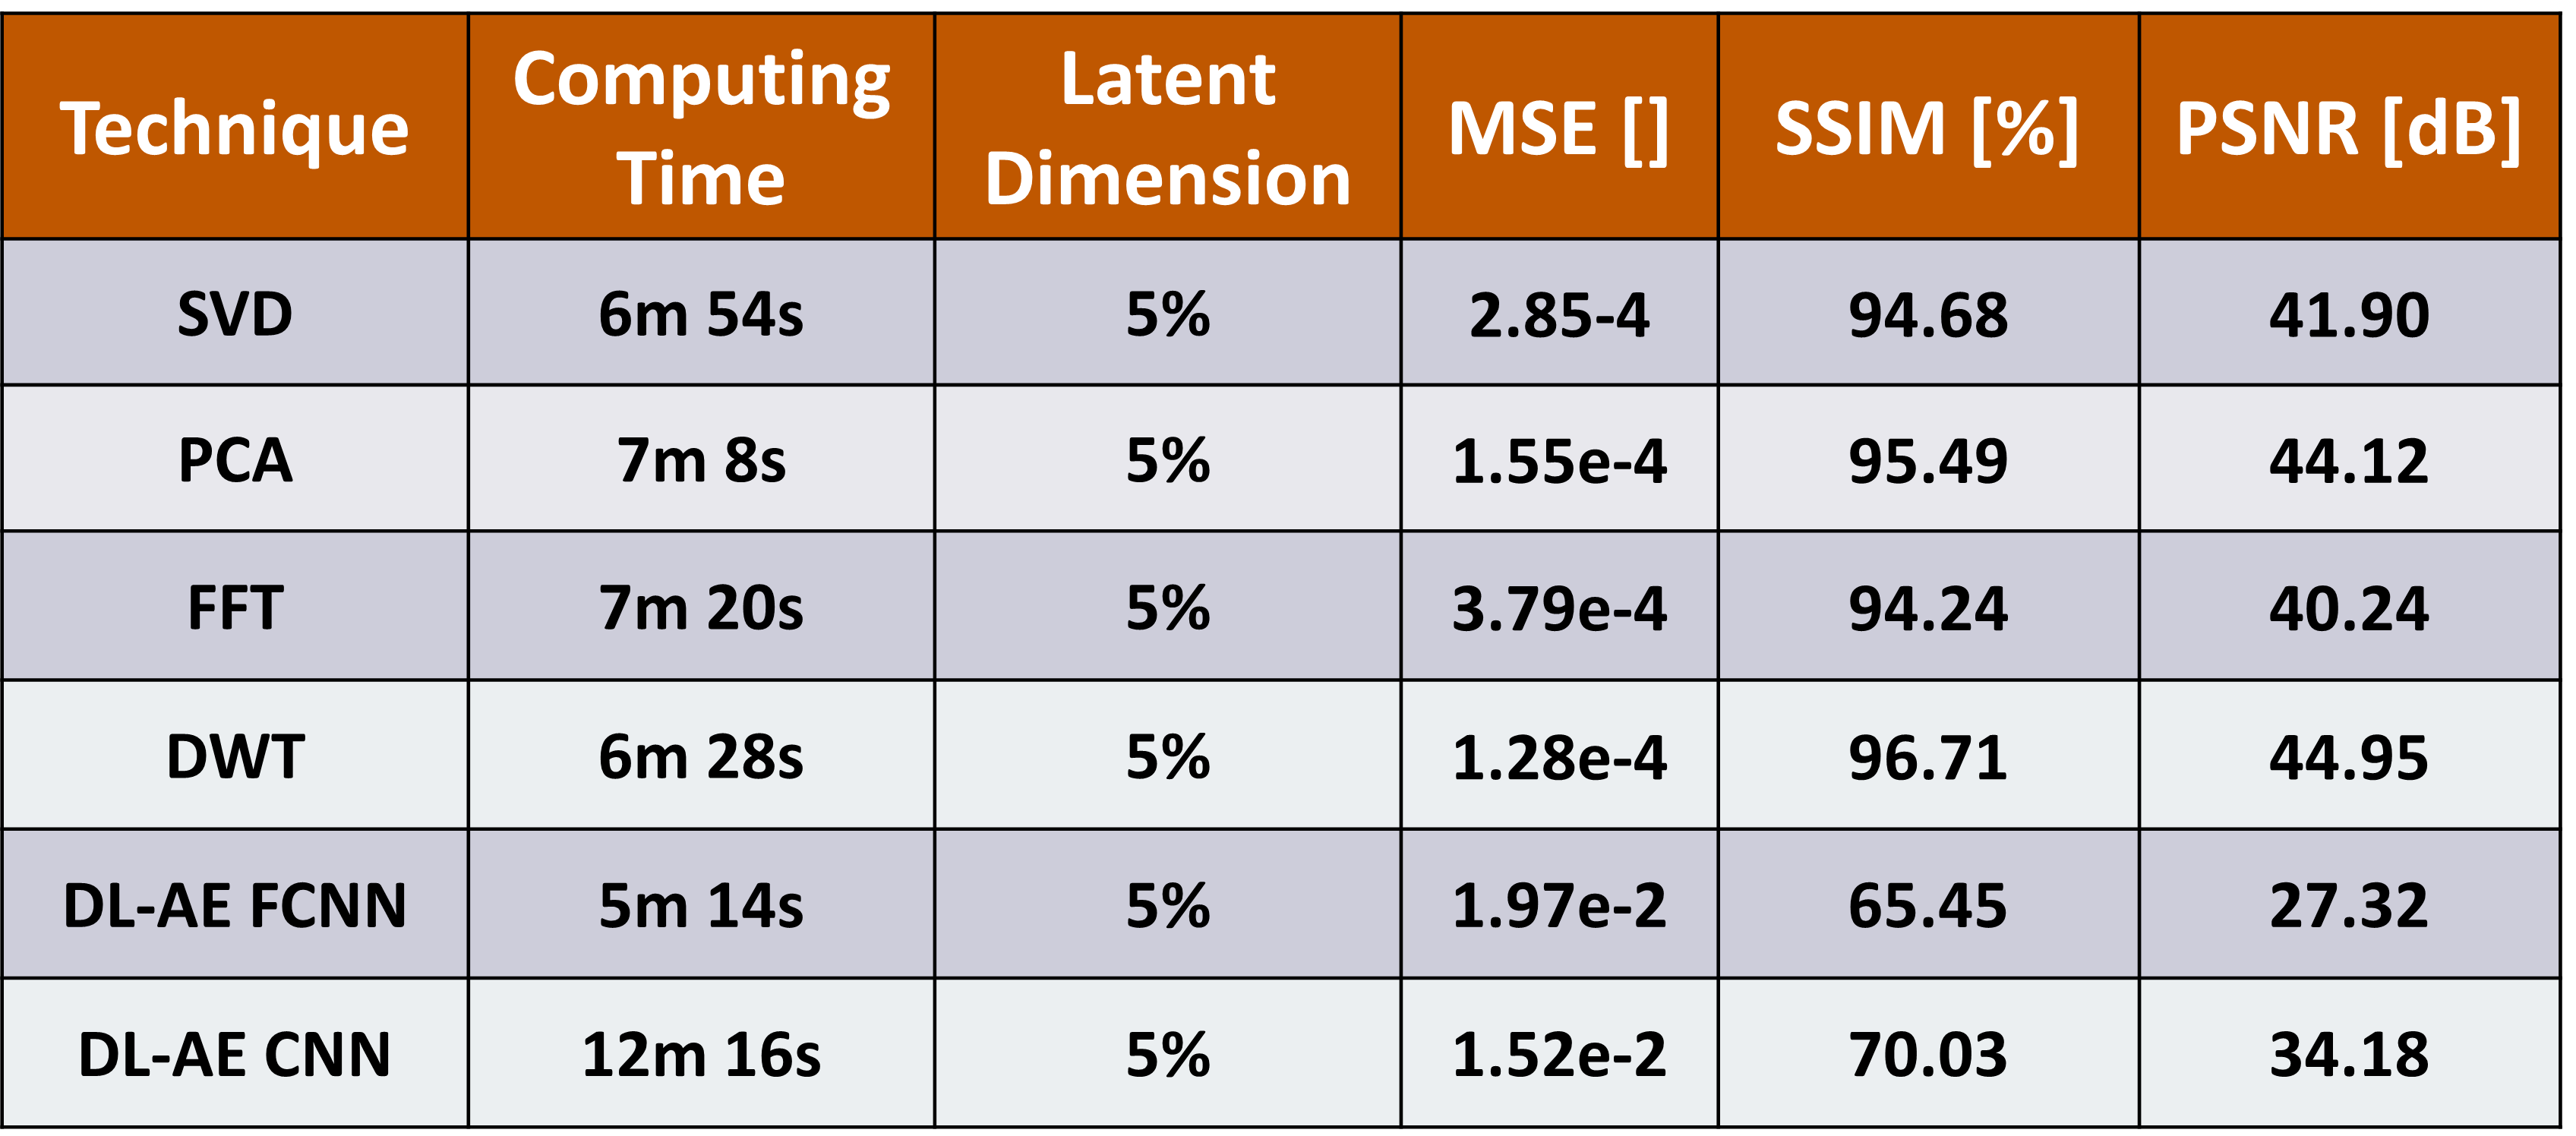 Technique Computing Time Latent Dimension MSE [] SSIM [%] PSNR [dB]
SVD 6m 54s 5% 2.85-4 94.68 41.90
PCA 7m 8s 5% 1.55e-4 95.49 44.12
FFT 7m 20s 5% 3.79e-4 94.24 40.24
DWT 6m 28s 5% 1.28e-4 96.71 44.95
DL-AE FCNN 5m 14s 5% 1.97e-2 65.45 27.32
DL-AE CNN 12m 16s 5% 1.52e-2 70.03 34.18